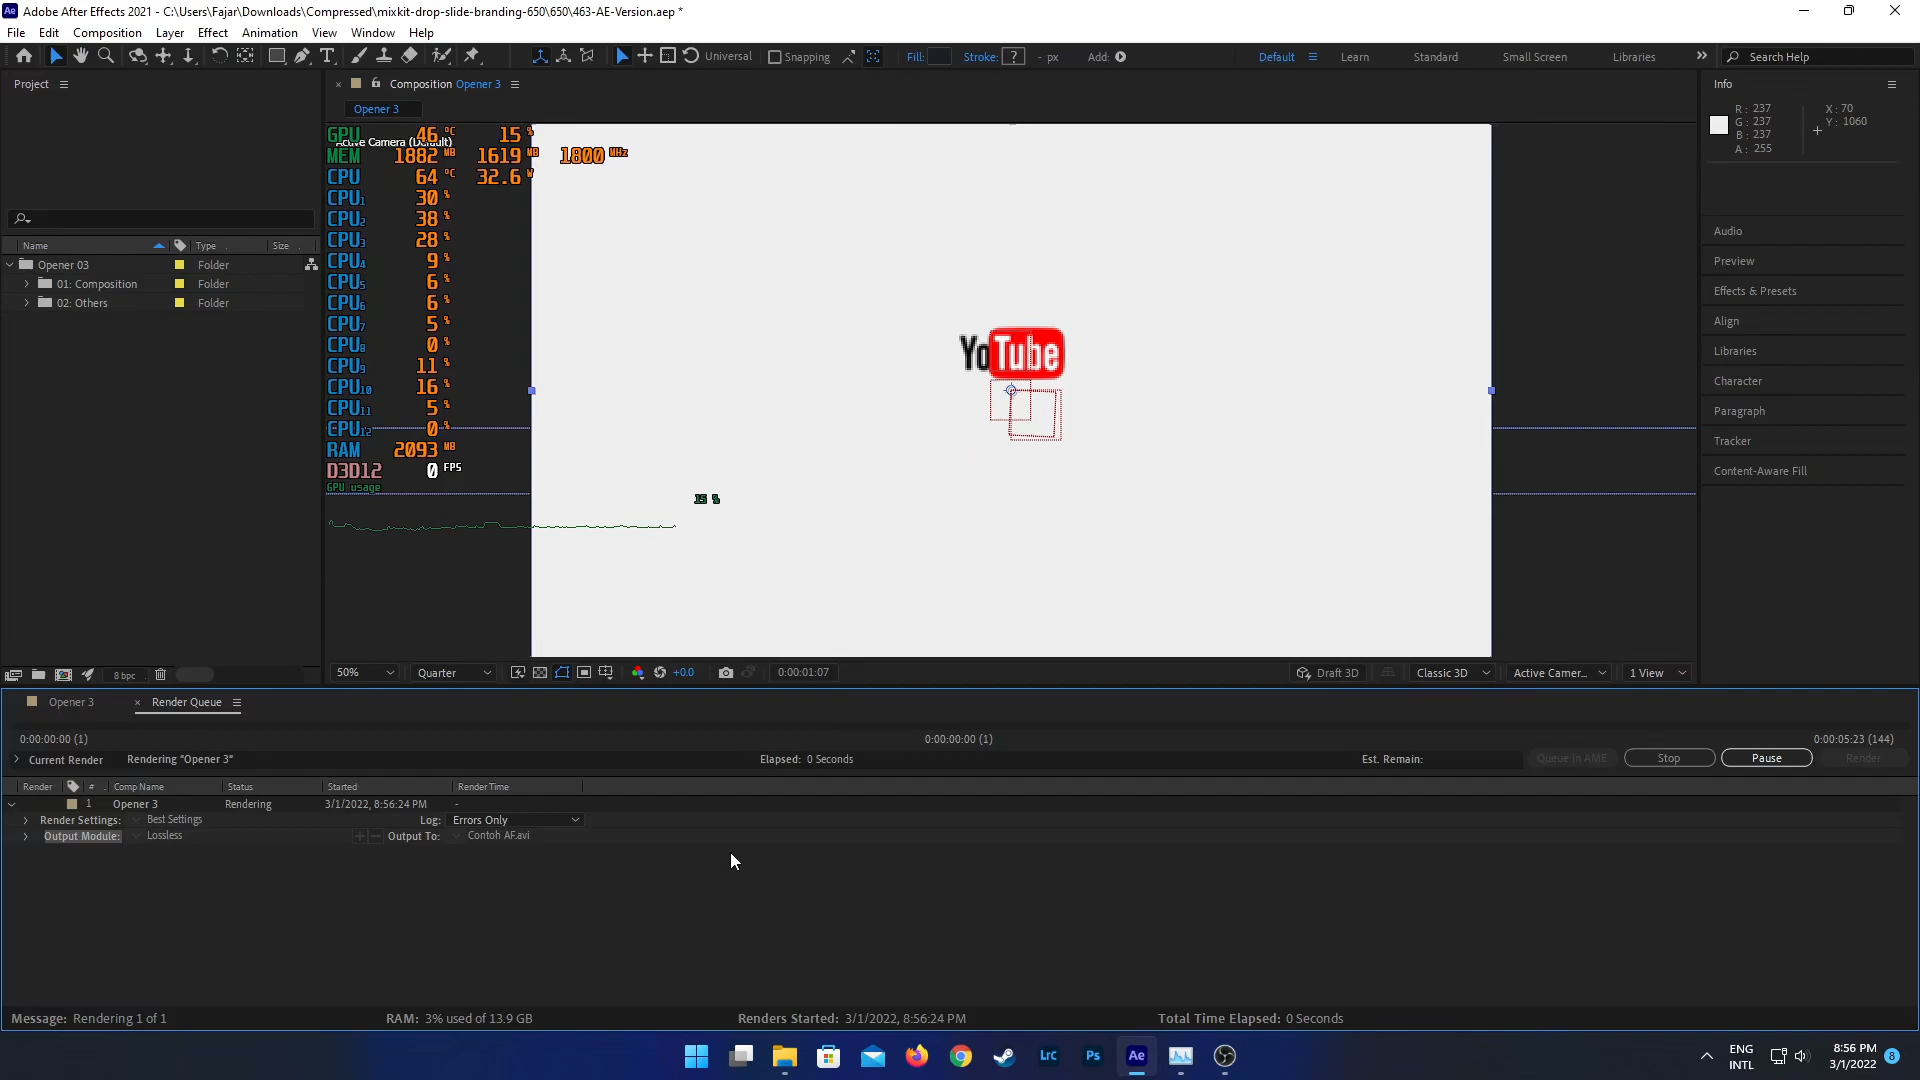 Adobe After Effects 2021 - C:\Users\Fajar\Downloads\Compressed\mixkit-drop-slide-branding-650\650\463-AE-Version.aep *
File Edit Composition Layer Effect Animation View Window Help
Universal Snapping Fill: Stroke: ? - px Add: Default Learn Standard Small Screen Libraries Search Help
Project
Composition Opener 3
Info
Opener 3
R: 237
G: 237
B: 237
A: 255
X: 70
Y: 1060
Active Camera (Default)
GPU 46 °C 15 %
MEM 1882 MB 1619 MB 1800 MHz
CPU 64 °C 32.6 W
CPU1 30 %
CPU2 38 %
CPU3 28 %
CPU4 9 %
CPU5 6 %
CPU6 6 %
CPU7 5 %
CPU8 0 %
CPU9 11 %
CPU10 16 %
CPU11 5 %
CPU12 0 %
RAM 2093 MB
D3D12 0 FPS
GPU usage
15 %
YoTube
Name Type Size
Opener 03 Folder
01: Composition Folder
02: Others Folder
Audio
Preview
Effects & Presets
Align
Libraries
Character
Paragraph
Tracker
Content-Aware Fill
8 bpc
50% Quarter +0.0 0:00:01:07 Draft 3D Classic 3D Active Camer... 1 View
Opener 3 Render Queue
0:00:00:00 (1) 0:00:00:00 (1) 0:00:05:23 (144)
Current Render Rendering "Opener 3" Elapsed: 0 Seconds Est. Remain: Queue in AME Stop Pause Render
Render # Comp Name Status Started Render Time
1 Opener 3 Rendering 3/1/2022, 8:56:24 PM -
Render Settings: Best Settings Log: Errors Only
Output Module: Lossless Output To: Contoh AF.avi
Message: Rendering 1 of 1 RAM: 3% used of 13.9 GB Renders Started: 3/1/2022, 8:56:24 PM Total Time Elapsed: 0 Seconds
LrC Ps Ae
ENG
INTL
8:56 PM
3/1/2022
8